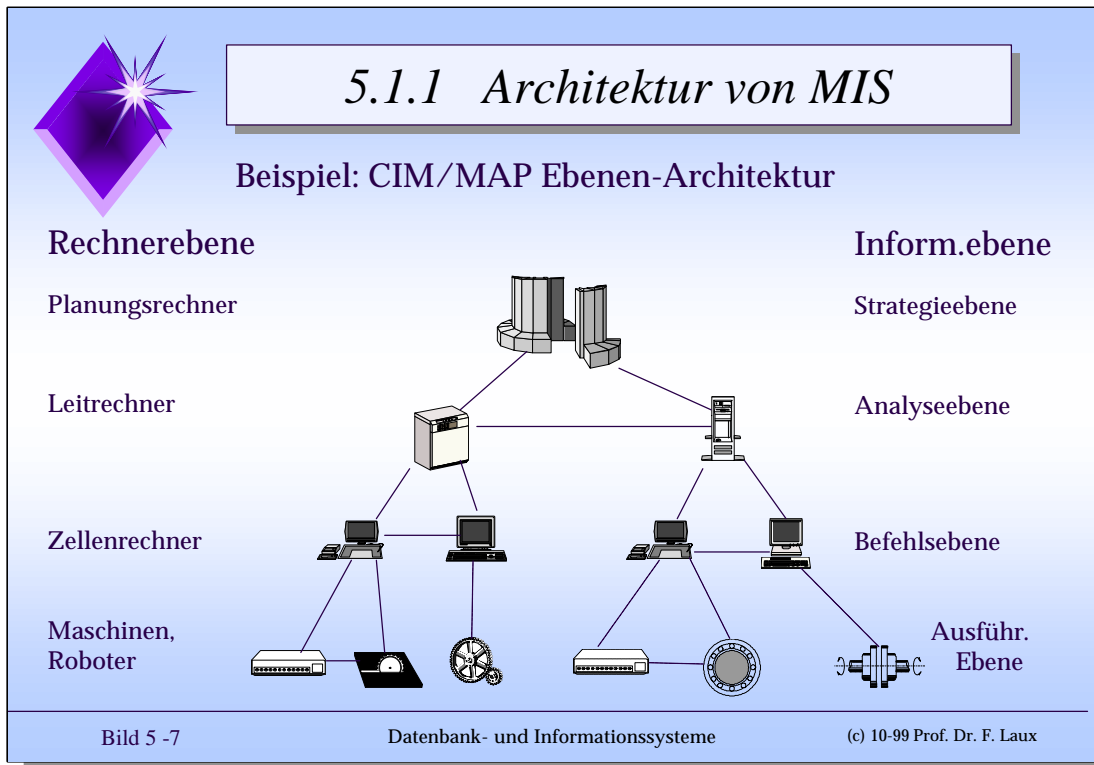 5.1.1 Architektur von MIS
Beispiel: CIM/MAP Ebenen-Architektur
Rechnerebene
Inform.ebene
Planungsrechner
Strategieebene
Leitrechner
Analyseebene
Zellenrechner
Befehlsebene
Maschinen,
Roboter
Ausführ.
Ebene
Bild 5 -7
Datenbank- und Informationssysteme
(c) 10-99 Prof. Dr. F. Laux